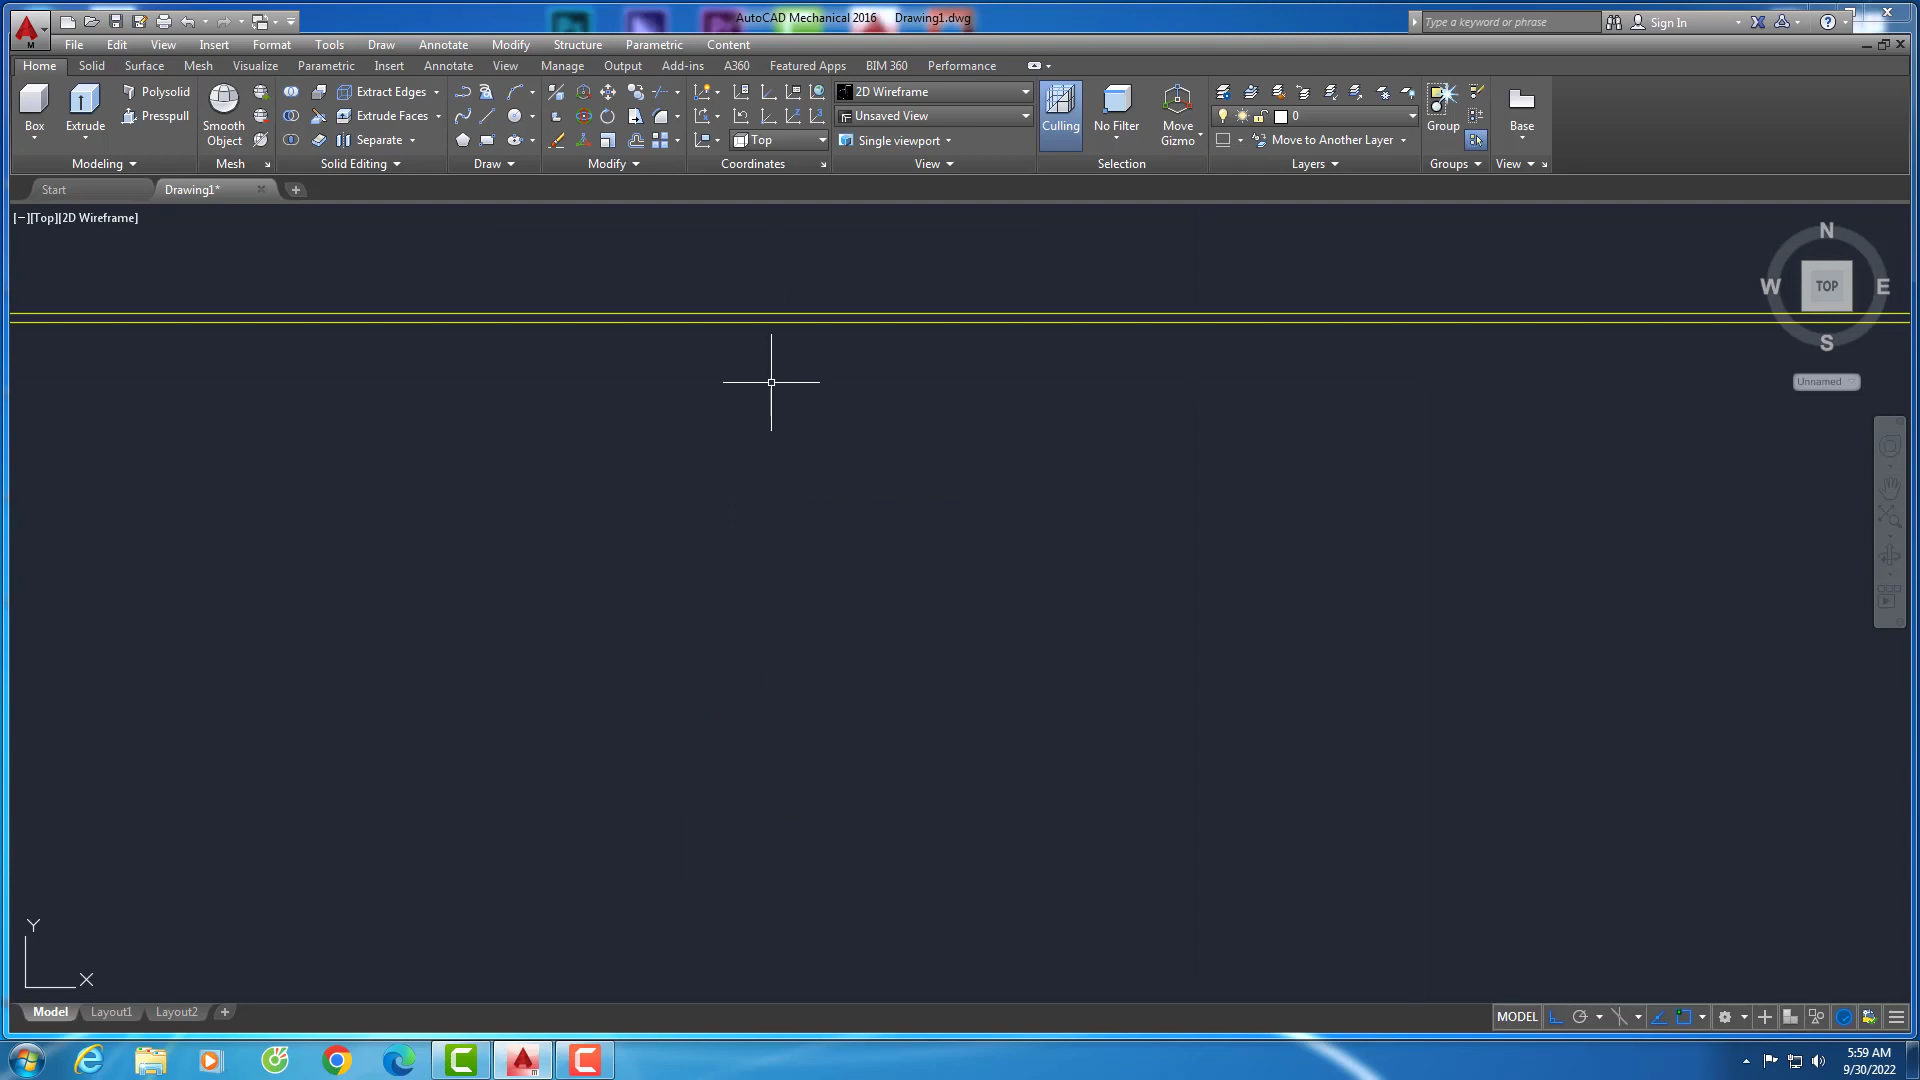 AutoCAD Mechanical 2016 Drawing1.dwg
Type a keyword or phrase
Sign In
M
File Edit View Insert Format Tools Draw Annotate Modify Structure Parametric Content
Home Solid Surface Mesh Visualize Parametric Insert Annotate View Manage Output Add-ins A360 Featured Apps BIM 360 Performance
Box
Extrude
Polysolid
Presspull
Modeling
Smooth
Object
Mesh
Extract Edges
Extrude Faces
Separate
Solid Editing
Draw
Modify
Top
Coordinates
2D Wireframe
Unsaved View
Single viewport
View
Culling
No Filter
Move
Gizmo
Selection
0
Move to Another Layer
Layers
Group
Groups
Base
View
Start
Drawing1*
[−][Top][2D Wireframe]
N
W
TOP
E
S
Unnamed
Y
X
Model Layout1 Layout2
MODEL
5:59 AM
9/30/2022